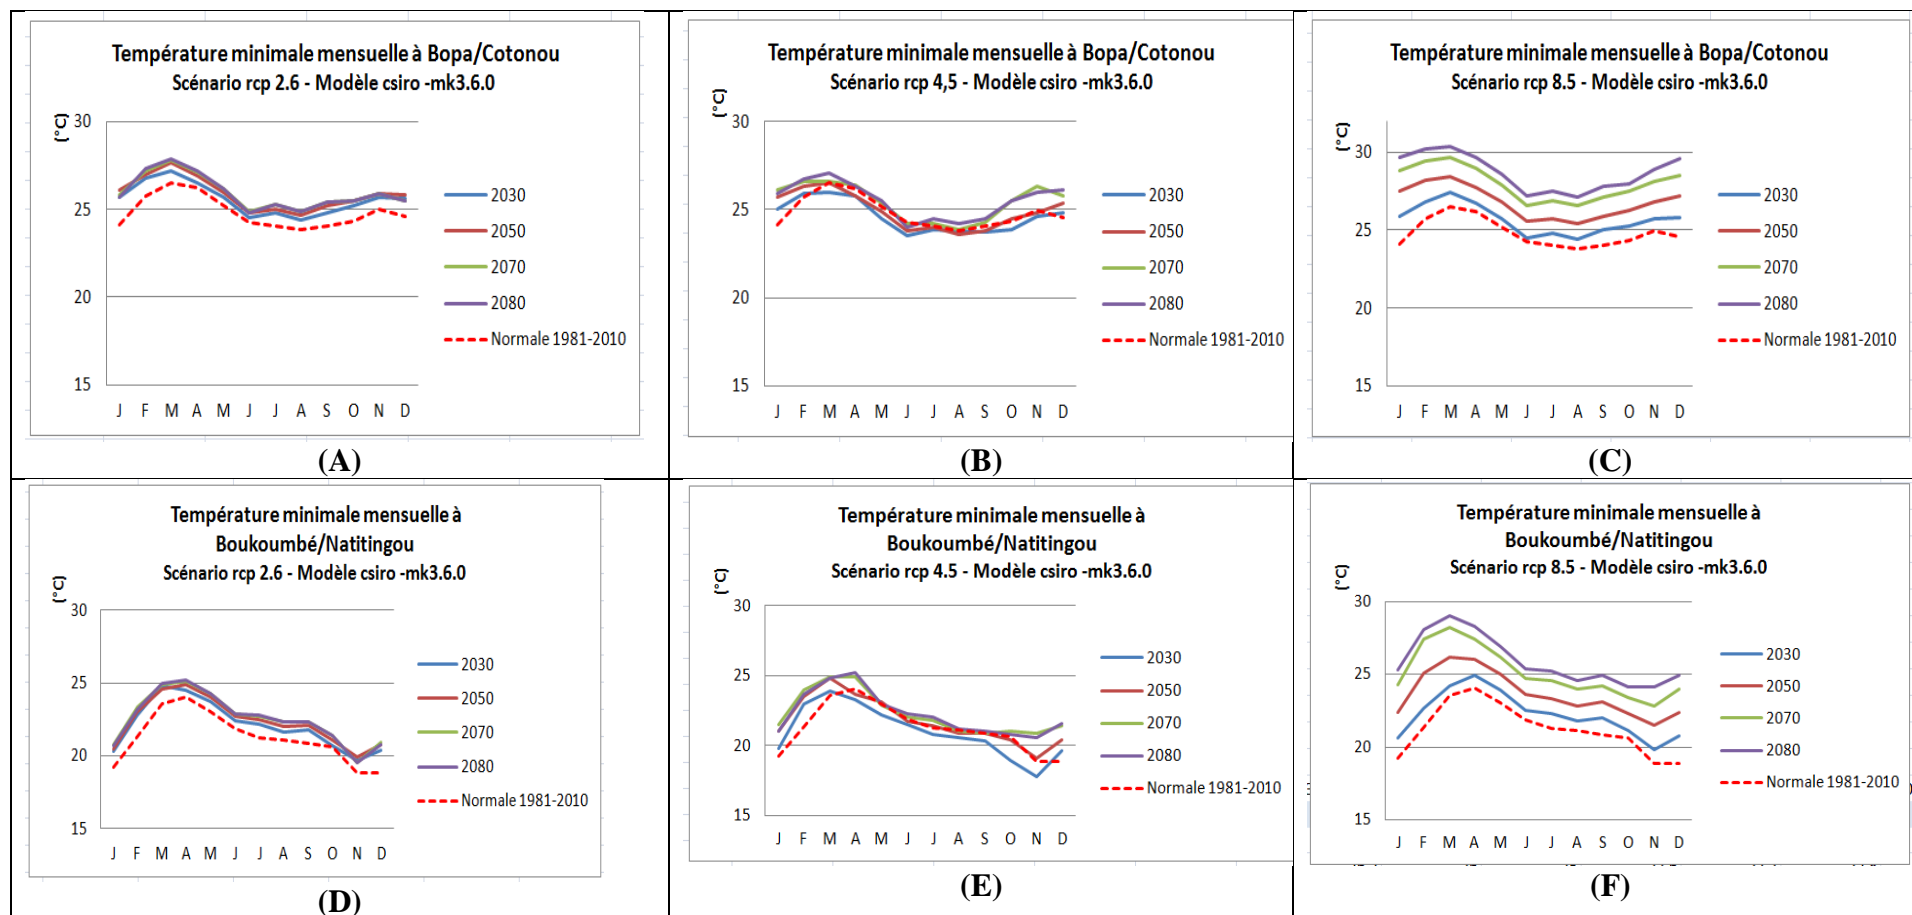 Température minimale mensuelle à Bopa/Cotonou
Scénario rcp 2.6 - Modèle csiro -mk3.6.0
(°C)
30
25
20
15
J F M A M J J A S O N D
2030
2050
2070
2080
Normale 1981-2010
(A)
Température minimale mensuelle à Bopa/Cotonou
Scénario rcp 4,5 - Modèle csiro -mk3.6.0
(°C)
30
25
20
15
J F M A M J J A S O N D
2030
2050
2070
2080
Normale 1981-2010
(B)
Température minimale mensuelle à Bopa/Cotonou
Scénario rcp 8.5 - Modèle csiro -mk3.6.0
(°C)
30
25
20
15
J F M A M J J A S O N D
2030
2050
2070
2080
Normale 1981-2010
(C)
Température minimale mensuelle à
Boukoumbé/Natitingou
Scénario rcp 2.6 - Modèle csiro -mk3.6.0
(°C)
30
25
20
15
J F M A M J J A S O N D
2030
2050
2070
2080
Normale 1981-2010
(D)
Température minimale mensuelle à
Boukoumbé/Natitingou
Scénario rcp 4.5 - Modèle csiro -mk3.6.0
(°C)
30
25
20
15
J F M A M J J A S O N D
2030
2050
2070
2080
Normale 1981-2010
(E)
Température minimale mensuelle à
Boukoumbé/Natitingou
Scénario rcp 8.5 - Modèle csiro -mk3.6.0
(°C)
30
25
20
15
J F M A M J J A S O N D
2030
2050
2070
2080
Normale 1981-2010
(F)